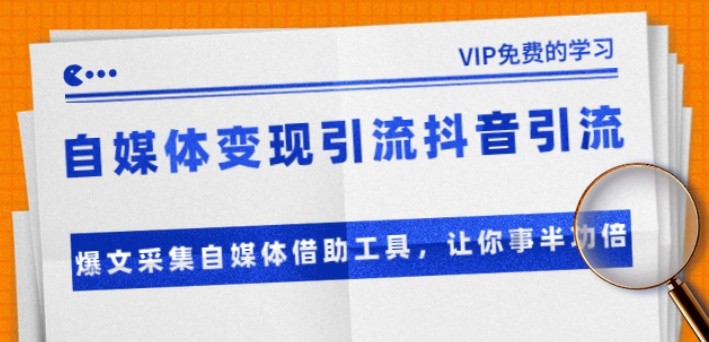 VIP免费的学习
自媒体变现引流抖音引流
爆文采集自媒体借助工具，让你事半功倍